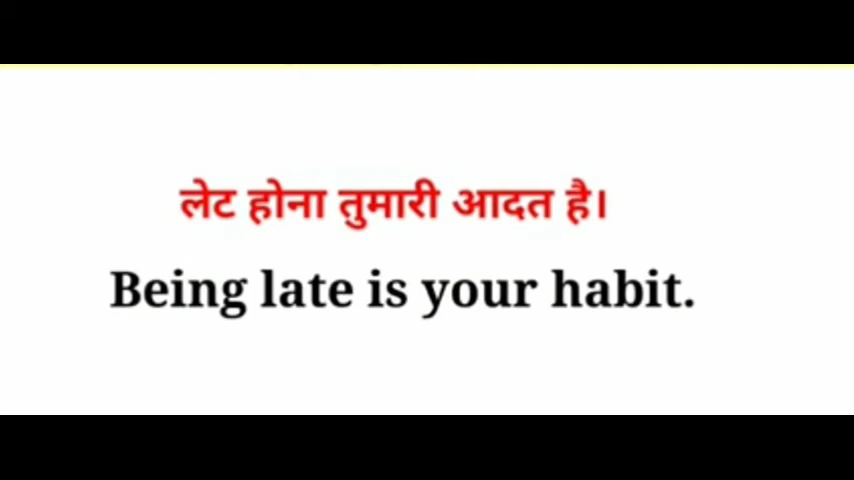 लेट होना तुमारी आदत है।
Being late is your habit.